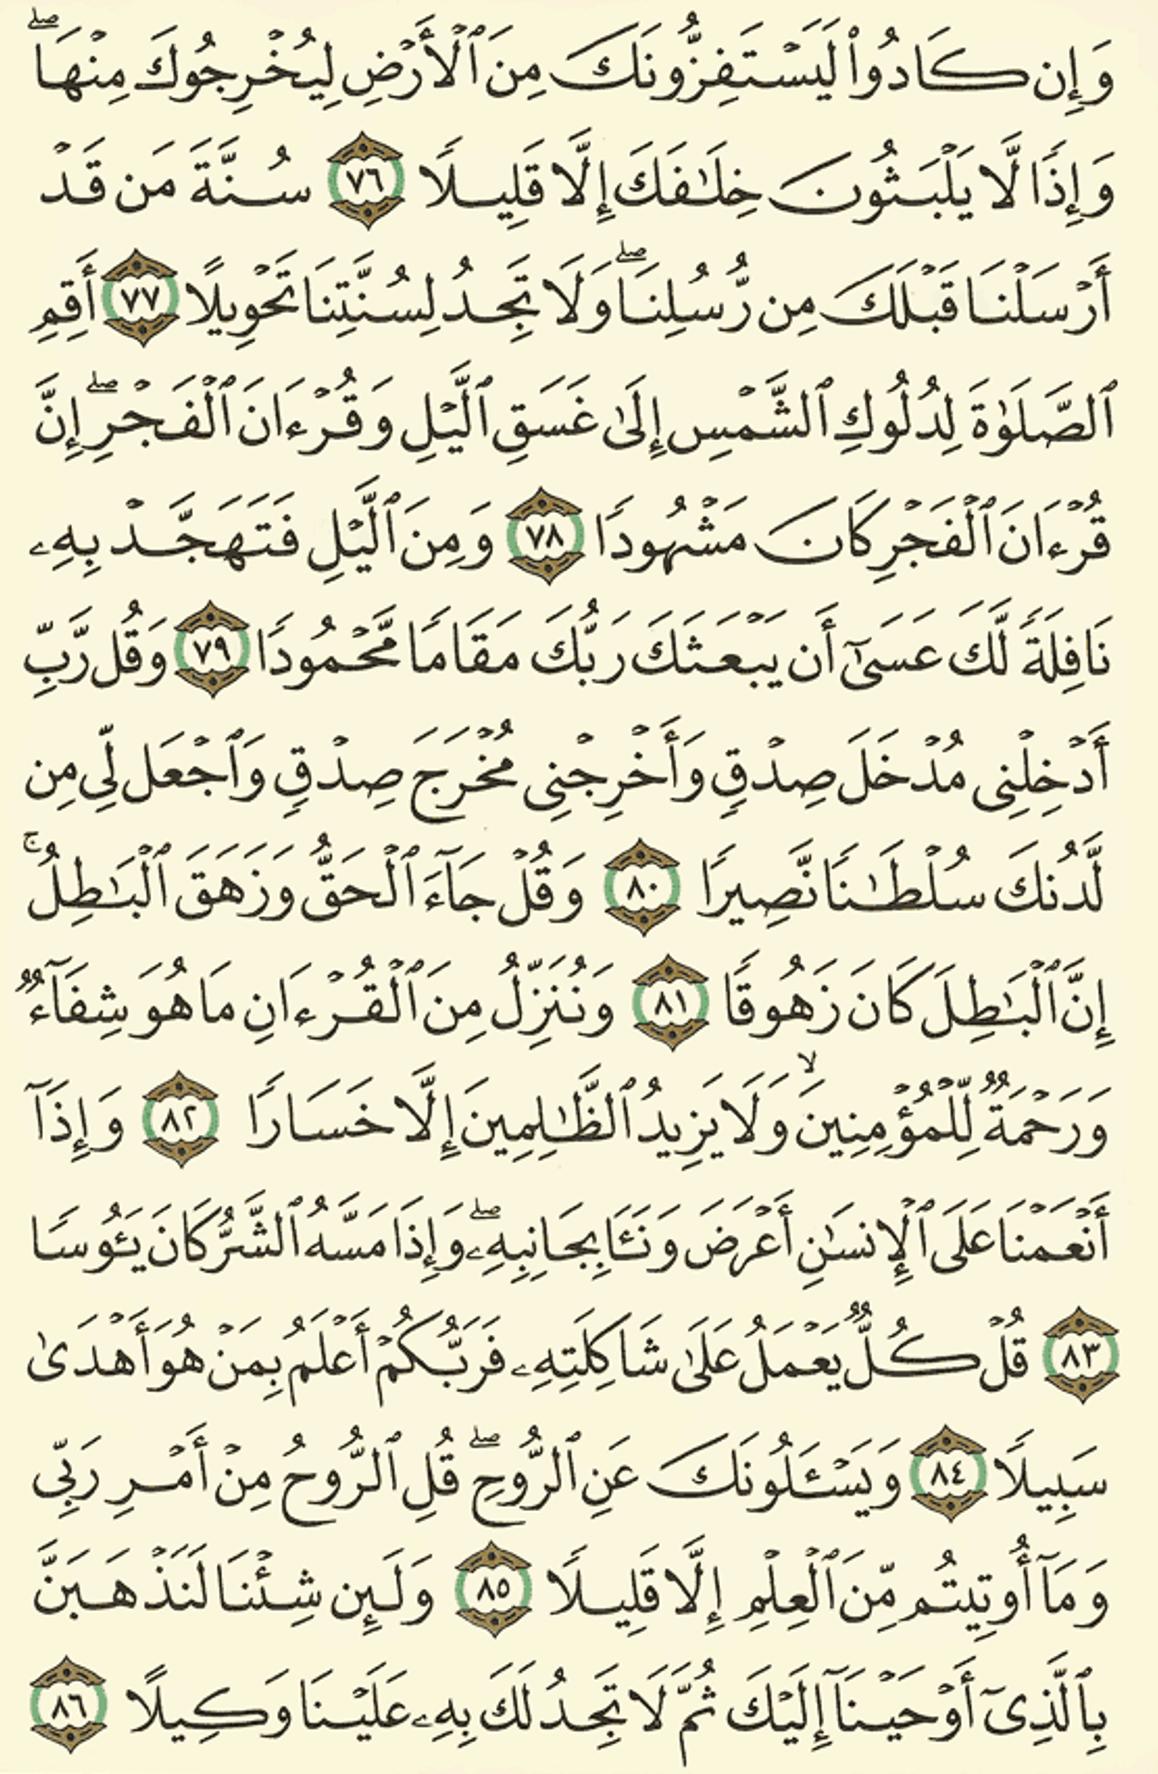 وَإِن كَادُوا۟ لَيَسْتَفِزُّونَكَ مِنَ ٱلْأَرْضِ لِيُخْرِجُوكَ مِنْهَا ۖ
وَإِذًا لَّا يَلْبَثُونَ خِلَـٰفَكَ إِلَّا قَلِيلًا ٧٦ سُنَّةَ مَن قَدْ
أَرْسَلْنَا قَبْلَكَ مِن رُّسُلِنَا ۖ وَلَا تَجِدُ لِسُنَّتِنَا تَحْوِيلًا ٧٧ أَقِمِ
ٱلصَّلَوٰةَ لِدُلُوكِ ٱلشَّمْسِ إِلَىٰ غَسَقِ ٱلَّيْلِ وَقُرْءَانَ ٱلْفَجْرِ ۖ إِنَّ
قُرْءَانَ ٱلْفَجْرِ كَانَ مَشْهُودًا ٧٨ وَمِنَ ٱلَّيْلِ فَتَهَجَّدْ بِهِۦ
نَافِلَةً لَّكَ عَسَىٰٓ أَن يَبْعَثَكَ رَبُّكَ مَقَامًا مَّحْمُودًا ٧٩ وَقُل رَّبِّ
أَدْخِلْنِى مُدْخَلَ صِدْقٍ وَأَخْرِجْنِى مُخْرَجَ صِدْقٍ وَٱجْعَل لِّى مِن
لَّدُنكَ سُلْطَـٰنًا نَّصِيرًا ٨٠ وَقُلْ جَآءَ ٱلْحَقُّ وَزَهَقَ ٱلْبَـٰطِلُ ۚ
إِنَّ ٱلْبَـٰطِلَ كَانَ زَهُوقًا ٨١ وَنُنَزِّلُ مِنَ ٱلْقُرْءَانِ مَا هُوَ شِفَآءٌ
وَرَحْمَةٌ لِّلْمُؤْمِنِينَ ۙ وَلَا يَزِيدُ ٱلظَّـٰلِمِينَ إِلَّا خَسَارًا ٨٢ وَإِذَآ
أَنْعَمْنَا عَلَى ٱلْإِنسَـٰنِ أَعْرَضَ وَنَـَٔا بِجَانِبِهِۦ ۖ وَإِذَا مَسَّهُ ٱلشَّرُّ كَانَ يَـُٔوسًا
٨٣ قُلْ كُلٌّ يَعْمَلُ عَلَىٰ شَاكِلَتِهِۦ فَرَبُّكُمْ أَعْلَمُ بِمَنْ هُوَ أَهْدَىٰ
سَبِيلًا ٨٤ وَيَسْـَٔلُونَكَ عَنِ ٱلرُّوحِ ۖ قُلِ ٱلرُّوحُ مِنْ أَمْرِ رَبِّى
وَمَآ أُوتِيتُم مِّنَ ٱلْعِلْمِ إِلَّا قَلِيلًا ٨٥ وَلَئِن شِئْنَا لَنَذْهَبَنَّ
بِٱلَّذِىٓ أَوْحَيْنَآ إِلَيْكَ ثُمَّ لَا تَجِدُ لَكَ بِهِۦ عَلَيْنَا وَكِيلًا ٨٦